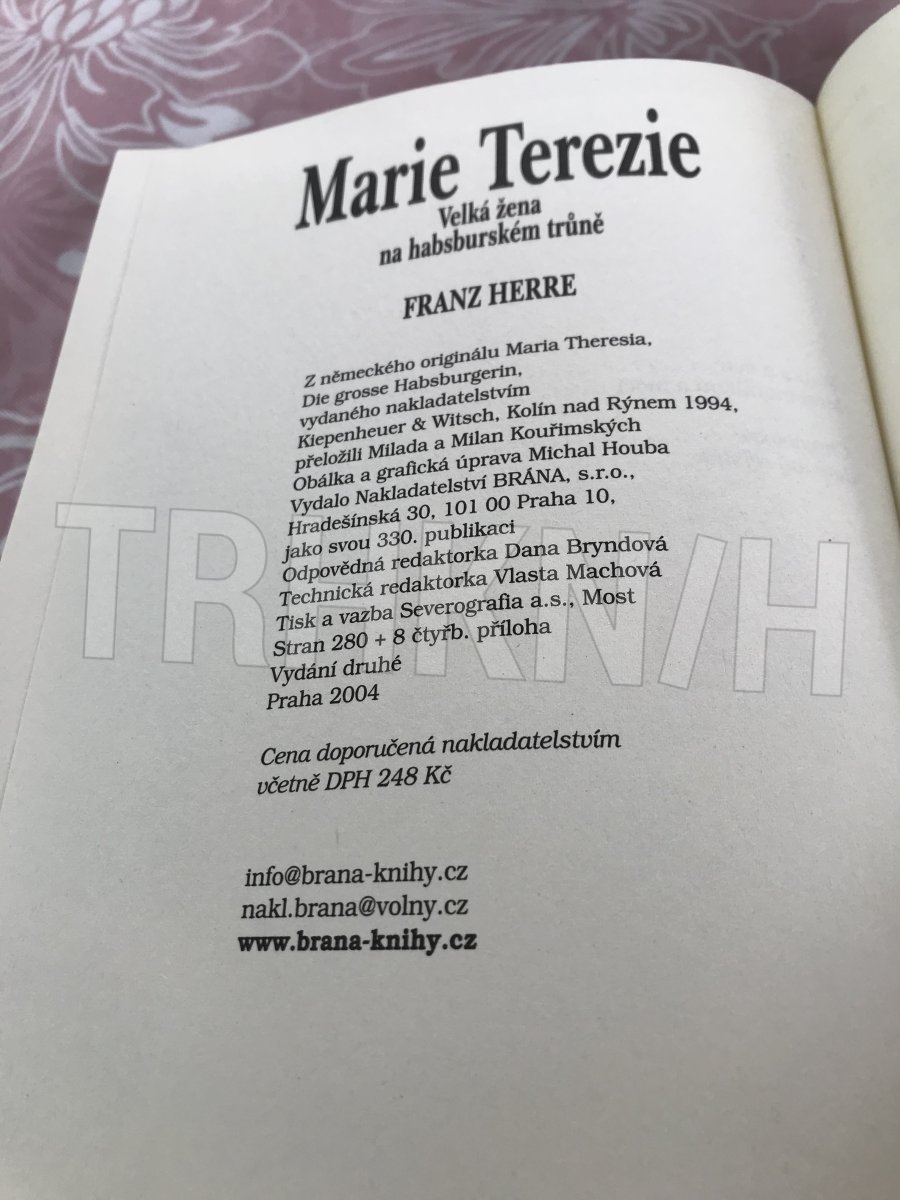 Marie Terezie
Velká žena
na habsburském trůně
FRANZ HERRE
Z německého originálu Maria Theresia,
Die grosse Habsburgerin,
vydaného nakladatelstvím
Kiepenheuer & Witsch, Kolín nad Rýnem 1994,
přeložili Milada a Milan Kouřimských
Obálka a grafická úprava Michal Houba
Vydalo Nakladatelství BRÁNA, s.r.o.,
Hradešínská 30, 101 00 Praha 10,
jako svou 330. publikaci
Odpovědná redaktorka Dana Bryndová
Technická redaktorka Vlasta Machová
Tisk a vazba Severografia a.s., Most
Stran 280 + 8 čtyřb. příloha
Vydání druhé
Praha 2004
Cena doporučená nakladatelstvím
včetně DPH 248 Kč
info@brana-knihy.cz
nakl.brana@volny.cz
www.brana-knihy.cz
TRHKNIH